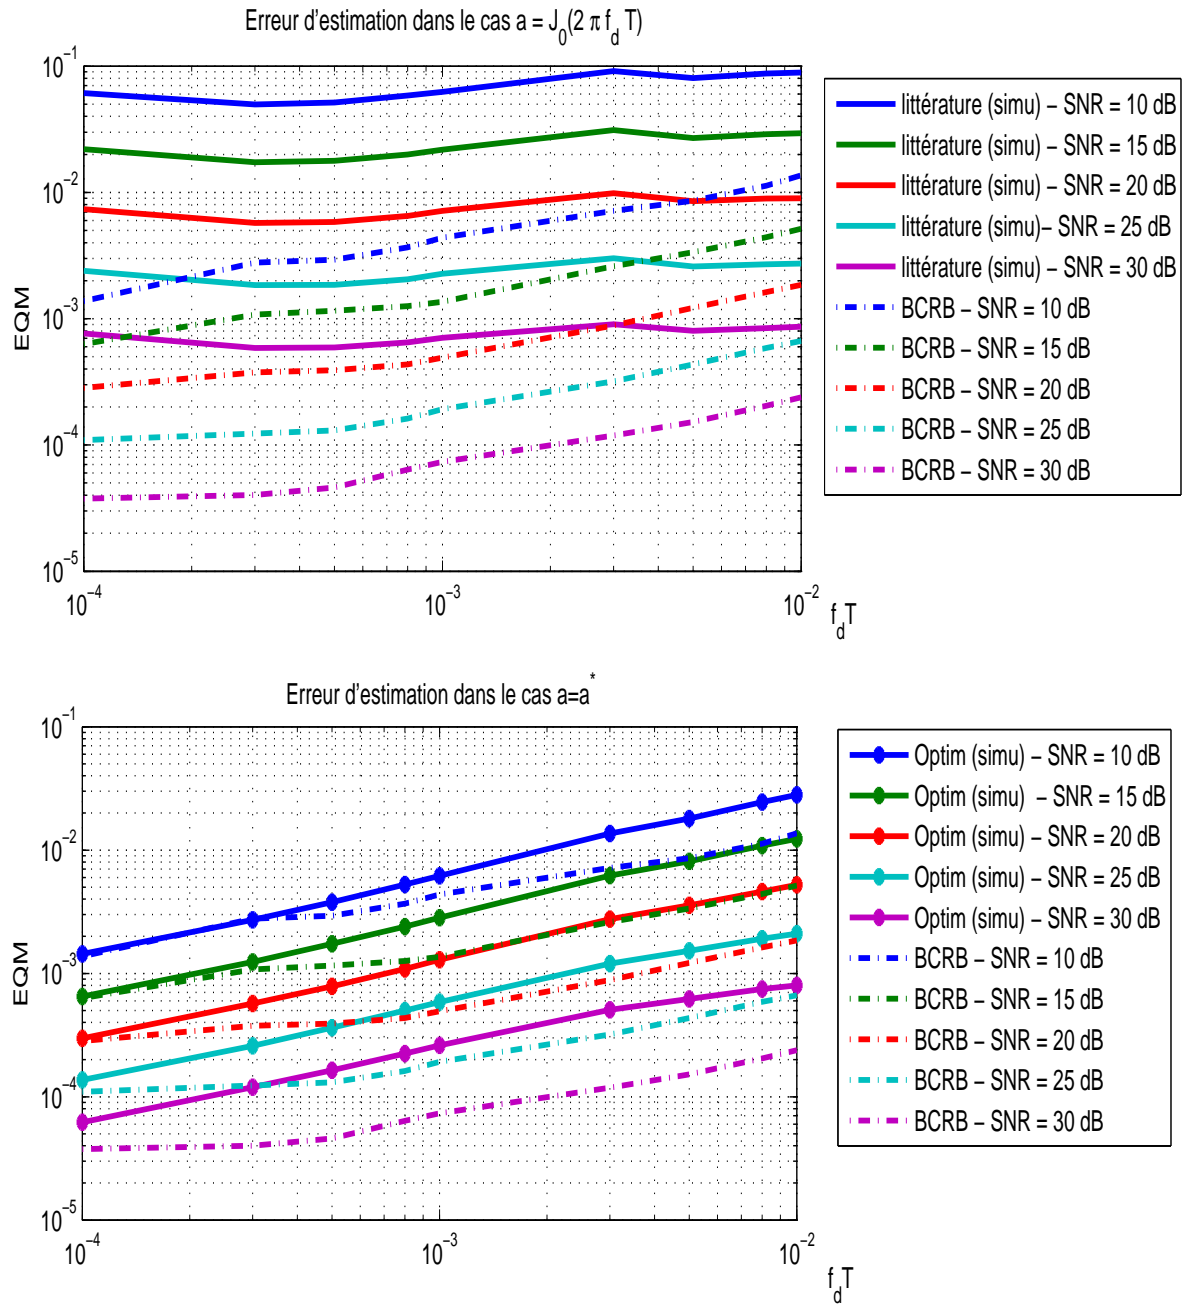 Erreur d'estimation dans le cas a = J_0(2 π f_d T)
10^−1
10^−2
10^−3
10^−4
10^−5
EQM
10^−4
10^−3
10^−2
f_dT
littérature (simu) – SNR = 10 dB
littérature (simu) – SNR = 15 dB
littérature (simu) – SNR = 20 dB
littérature (simu)– SNR = 25 dB
littérature (simu) – SNR = 30 dB
BCRB – SNR = 10 dB
BCRB – SNR = 15 dB
BCRB – SNR = 20 dB
BCRB – SNR = 25 dB
BCRB – SNR = 30 dB
Erreur d'estimation dans le cas a=a^*
10^−1
10^−2
10^−3
10^−4
10^−5
EQM
10^−4
10^−3
10^−2
f_dT
Optim (simu) – SNR = 10 dB
Optim (simu) – SNR = 15 dB
Optim (simu) – SNR = 20 dB
Optim (simu) – SNR = 25 dB
Optim (simu) – SNR = 30 dB
BCRB – SNR = 10 dB
BCRB – SNR = 15 dB
BCRB – SNR = 20 dB
BCRB – SNR = 25 dB
BCRB – SNR = 30 dB